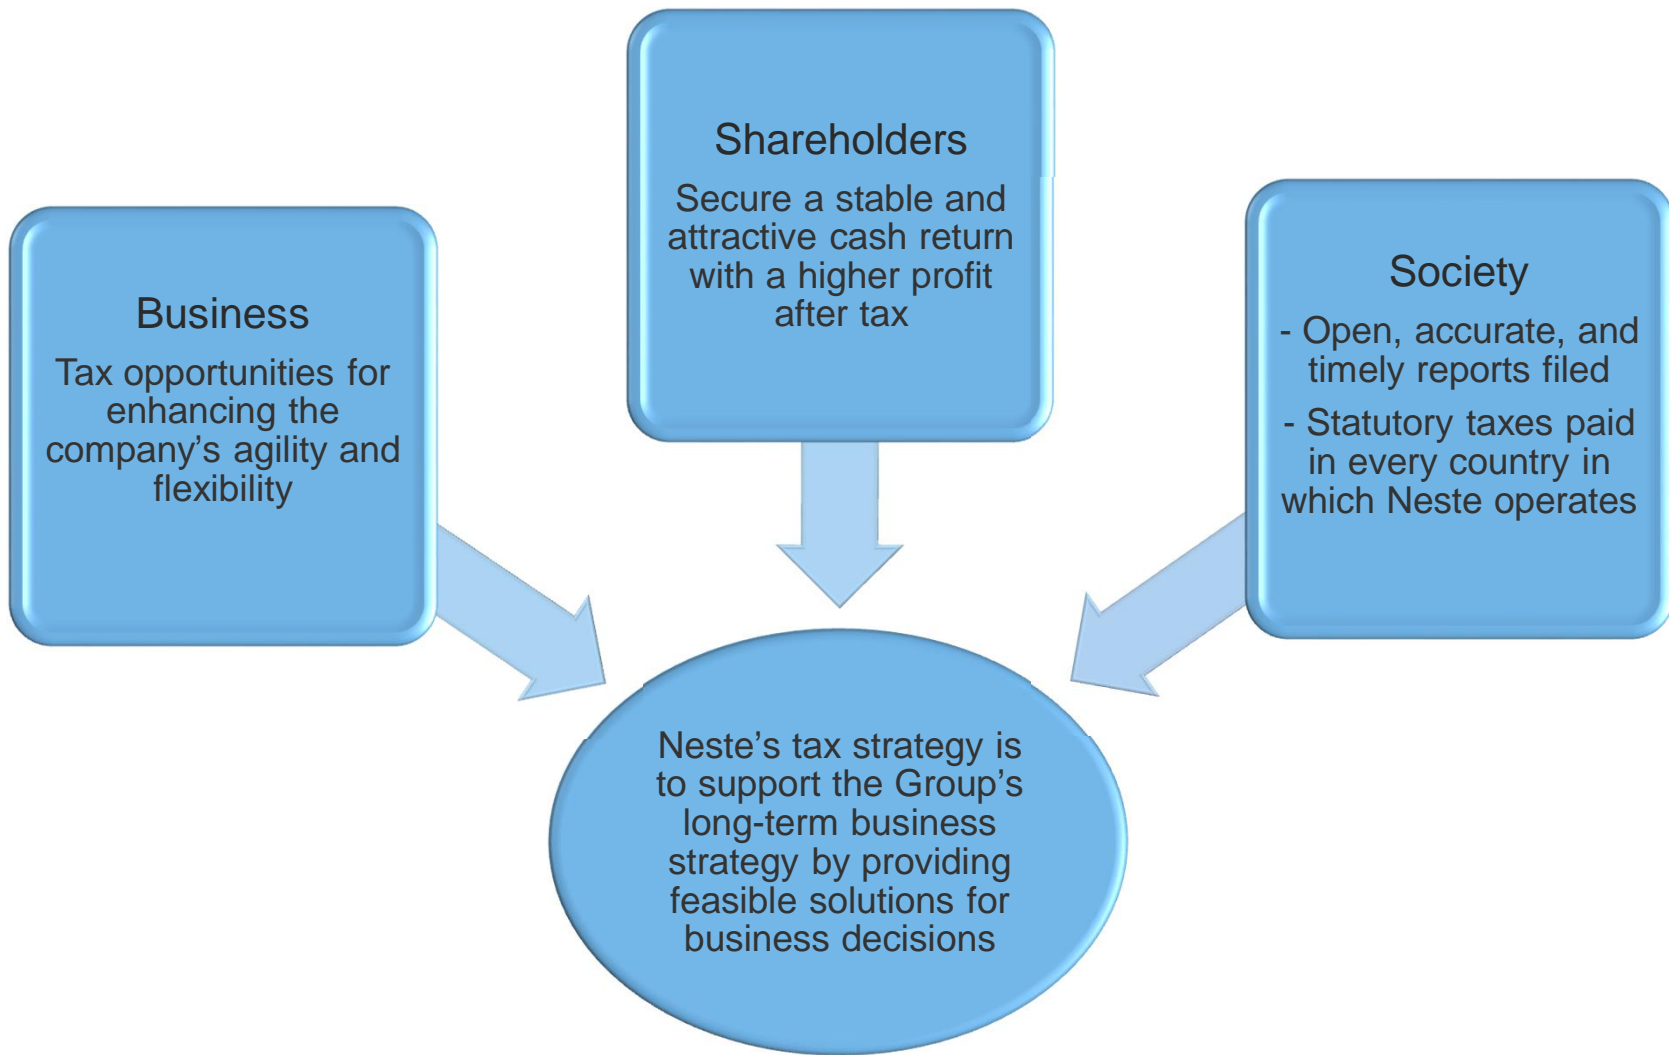 Business
Tax opportunities for
enhancing the
company’s agility and
flexibility
Shareholders
Secure a stable and
attractive cash return
with a higher profit
after tax
Society
- Open, accurate, and
timely reports filed
- Statutory taxes paid
in every country in
which Neste operates
Neste’s tax strategy is
to support the Group’s
long-term business
strategy by providing
feasible solutions for
business decisions